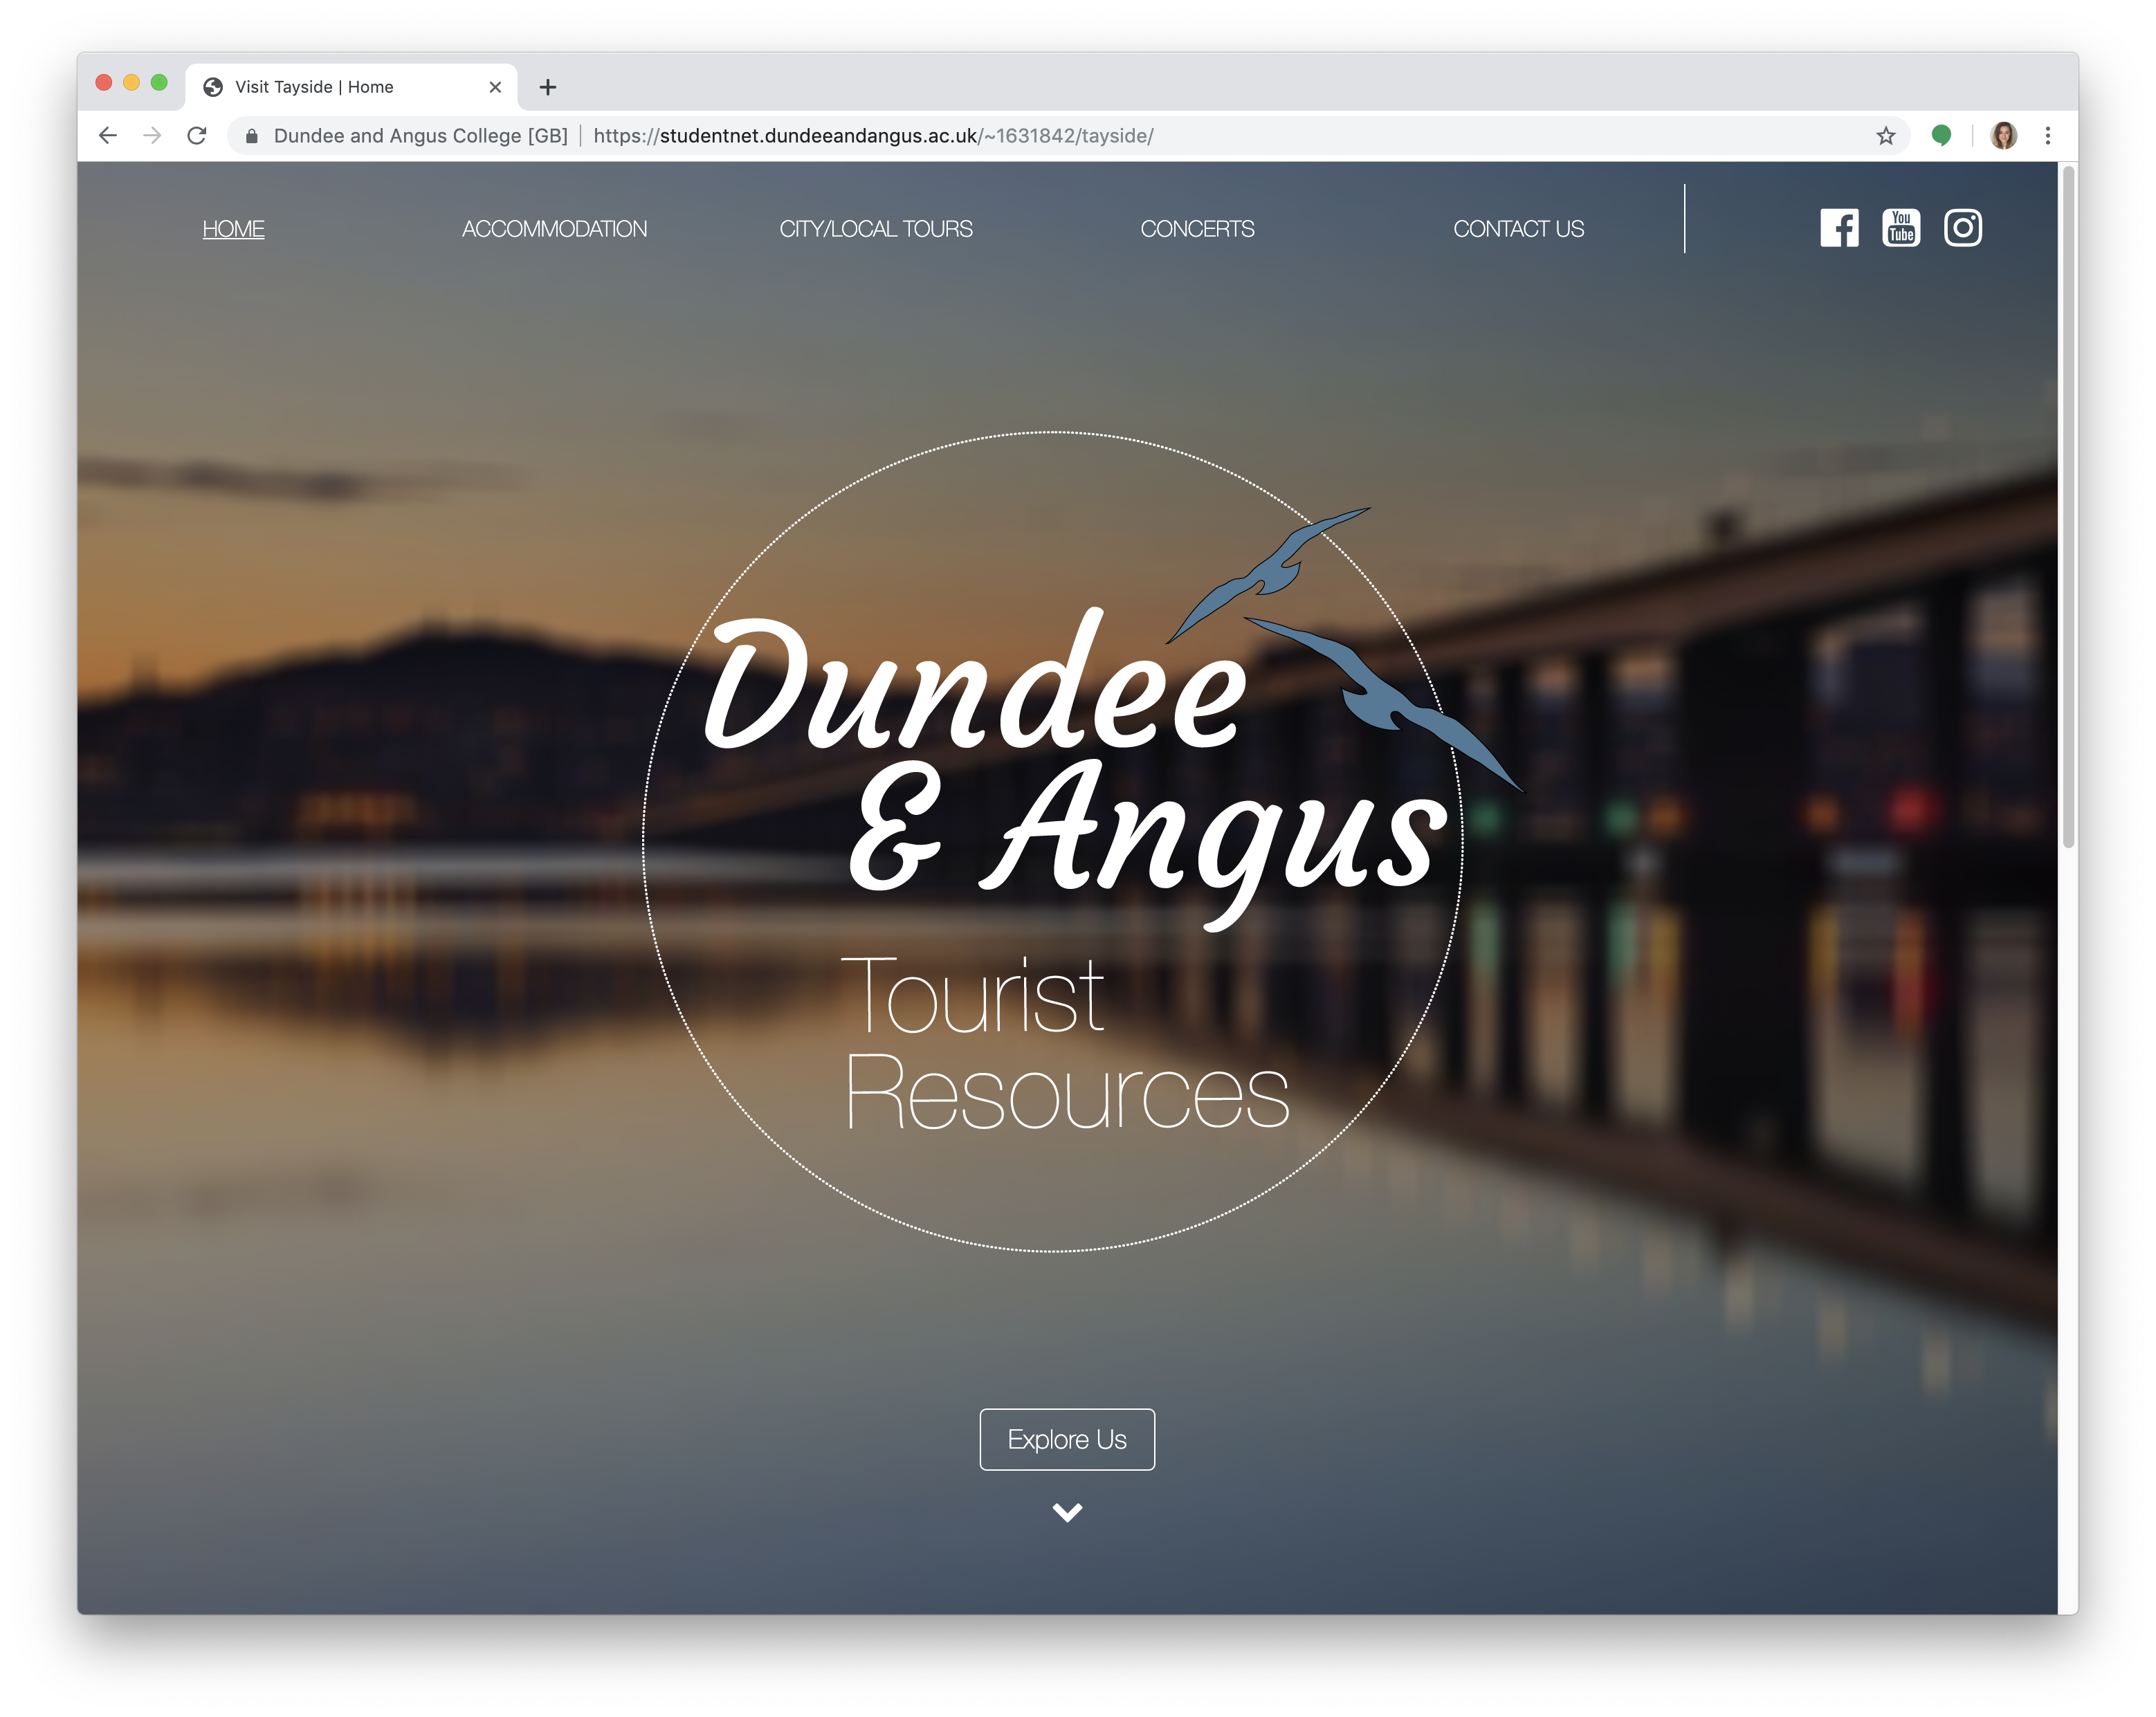 Visit Tayside | Home
Dundee and Angus College [GB] | https://studentnet.dundeeandangus.ac.uk/~1631842/tayside/
HOME ACCOMMODATION CITY/LOCAL TOURS CONCERTS CONTACT US You Tube
Dundee
& Angus
Tourist
Resources
Explore Us